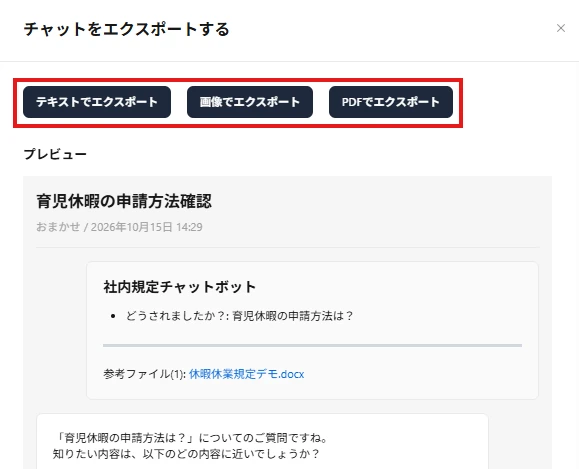 チャットをエクスポートする
テキストでエクスポート 画像でエクスポート PDFでエクスポート
プレビュー
育児休暇の申請方法確認
おまかせ / 2026年10月15日 14:29
社内規定チャットボット
• どうされましたか？: 育児休暇の申請方法は？
参考ファイル(1): 休暇休業規定デモ.docx
「育児休暇の申請方法は？」についてのご質問ですね。
知りたい内容は、以下のどの内容に近いでしょうか？